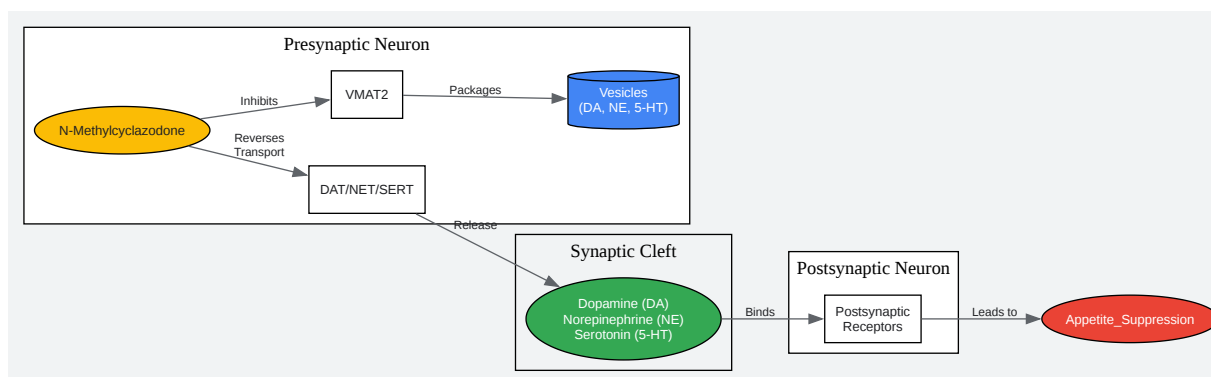 Presynaptic Neuron
N-Methylcyclazodone
Inhibits
VMAT2
Packages
Vesicles
(DA, NE, 5-HT)
Reverses
Transport
DAT/NET/SERT
Release
Synaptic Cleft
Dopamine (DA)
Norepinephrine (NE)
Serotonin (5-HT)
Binds
Postsynaptic Neuron
Postsynaptic
Receptors
Leads to
Appetite_Suppression